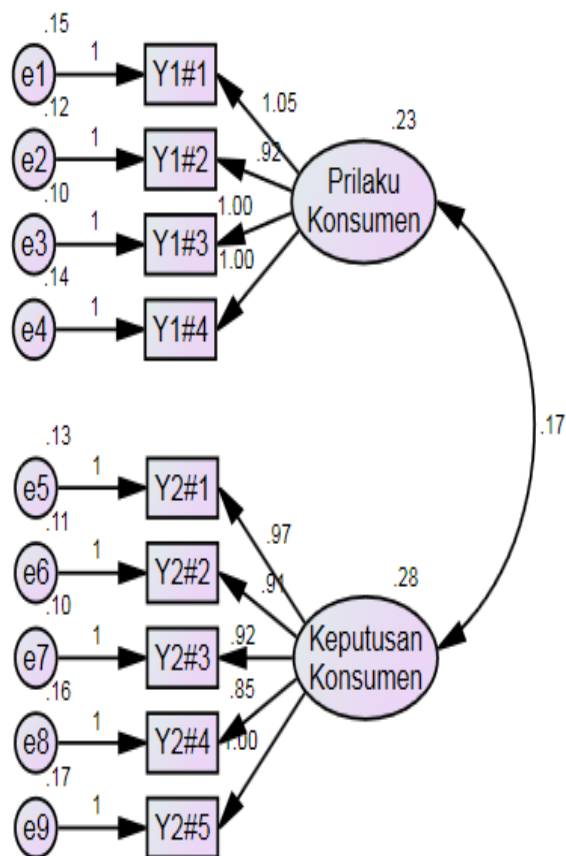 .15
e1
1
Y1#1
1.05
.12
e2
1
Y1#2
.92
.23
Prilaku
Konsumen
.10
e3
1
Y1#3
1.00
.14
e4
1
Y1#4
1.00
.17
.13
e5
1
Y2#1
.97
.11
e6
1
Y2#2
.91
.28
Keputusan
Konsumen
.10
e7
1
Y2#3
.92
.16
e8
1
Y2#4
.85
.17
e9
1
Y2#5
1.00